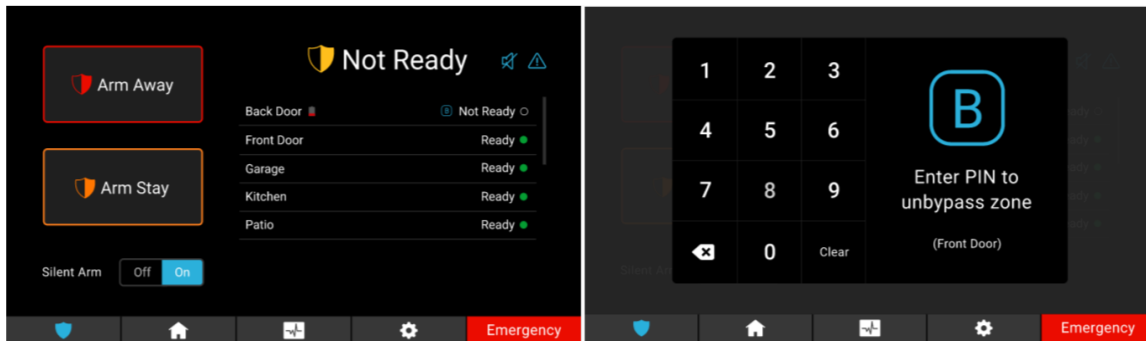 Not Ready
Arm Away
Back Door B Not Ready
Front Door Ready
Garage Ready
Arm Stay
Kitchen Ready
Patio Ready
Silent Arm Off On
Emergency
1 2 3
B
4 5 6
Enter PIN to
unbypass zone
7 8 9
(Front Door)
0 Clear
Silent Arm
Emergency